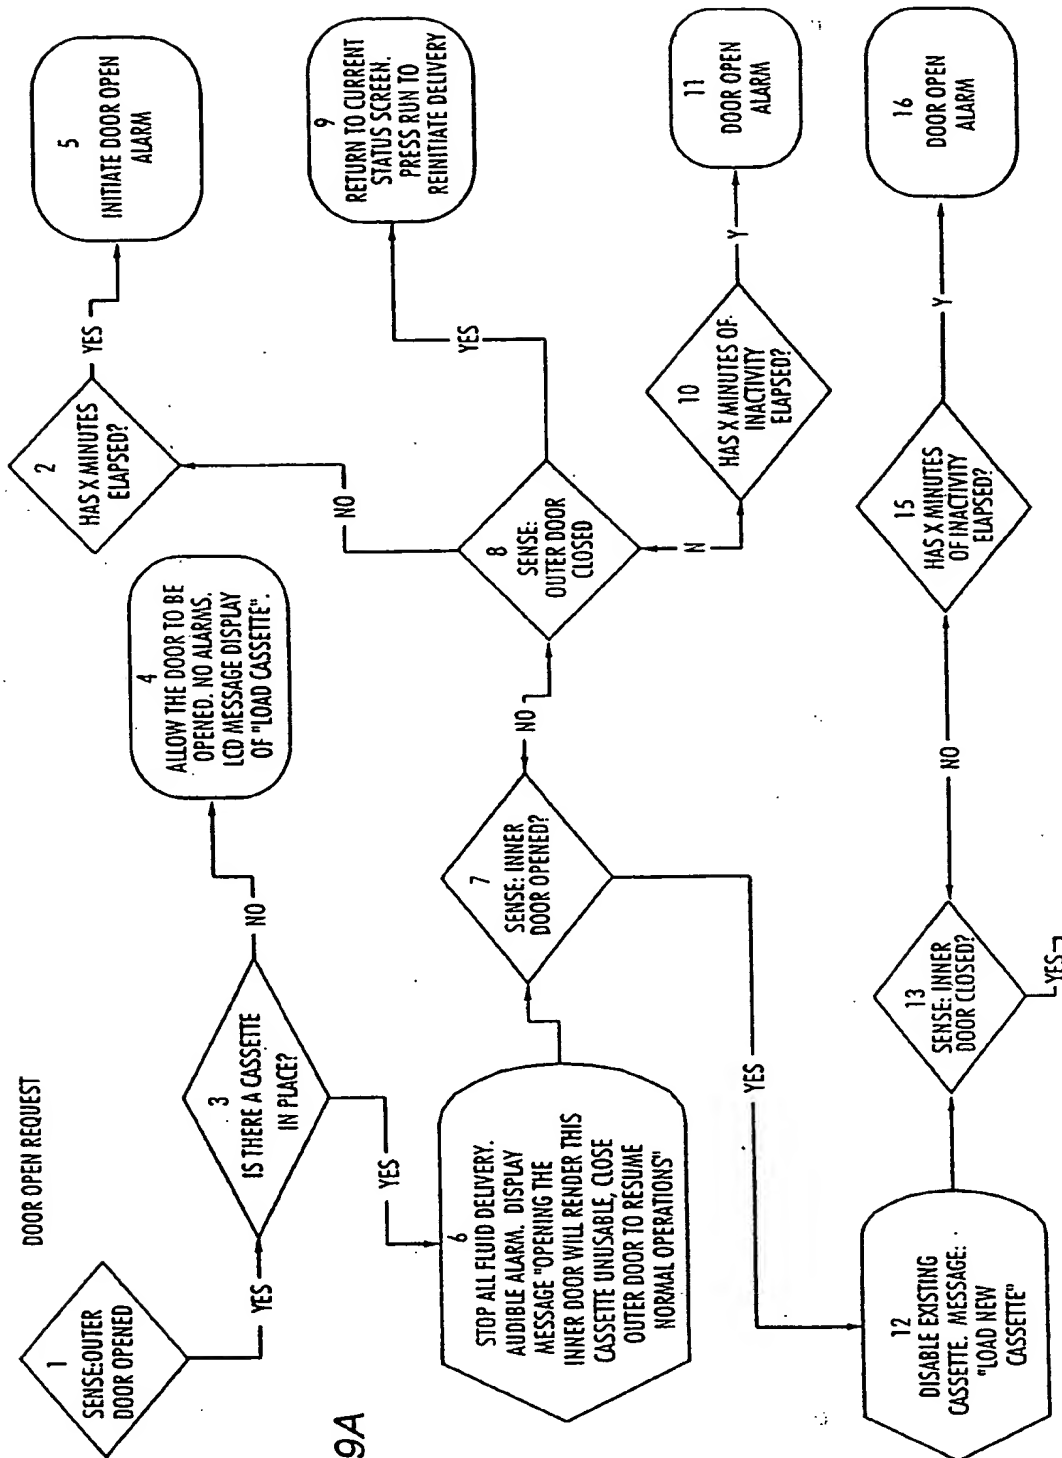 DOOR OPEN REQUEST
1
SENSE:OUTER
DOOR OPENED
YES
3
IS THERE A CASSETTE
IN PLACE?
NO
4
ALLOW THE DOOR TO BE
OPENED. NO ALARMS.
LCD MESSAGE DISPLAY
OF "LOAD CASSETTE".
2
HAS X MINUTES
ELAPSED?
YES
5
INITIATE DOOR OPEN
ALARM
YES
6
STOP ALL FLUID DELIVERY.
AUDIBLE ALARM. DISPLAY
MESSAGE "OPENING THE
INNER DOOR WILL RENDER THIS
CASSETTE UNUSABLE, CLOSE
OUTER DOOR TO RESUME
NORMAL OPERATIONS"
7
SENSE: INNER
DOOR OPENED?
NO
8
SENSE:
OUTER DOOR
CLOSED
NO
YES
9
RETURN TO CURRENT
STATUS SCREEN.
PRESS RUN TO
REINITIATE DELIVERY
N
10
HAS X MINUTES OF
INACTIVITY
ELAPSED?
Y
11
DOOR OPEN
ALARM
YES
12
DISABLE EXISTING
CASSETTE. MESSAGE:
"LOAD NEW
CASSETTE"
13
SENSE: INNER
DOOR CLOSED?
YES
NO
15
HAS X MINUTES
OF INACTIVITY
ELAPSED?
Y
16
DOOR OPEN
ALARM
9A